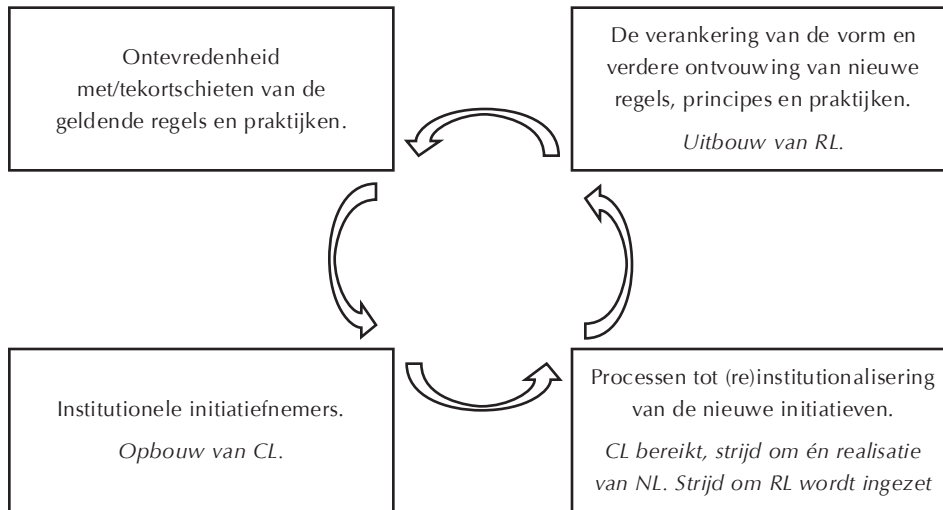 Ontevredenheid
met/tekortschieten van de
geldende regels en praktijken.
De verankering van de vorm en
verdere ontvouwing van nieuwe
regels, principes en praktijken.
Uitbouw van RL.
Institutionele initiatiefnemers.
Opbouw van CL.
Processen tot (re)institutionalisering
van de nieuwe initiatieven.
CL bereikt, strijd om én realisatie
van NL. Strijd om RL wordt ingezet